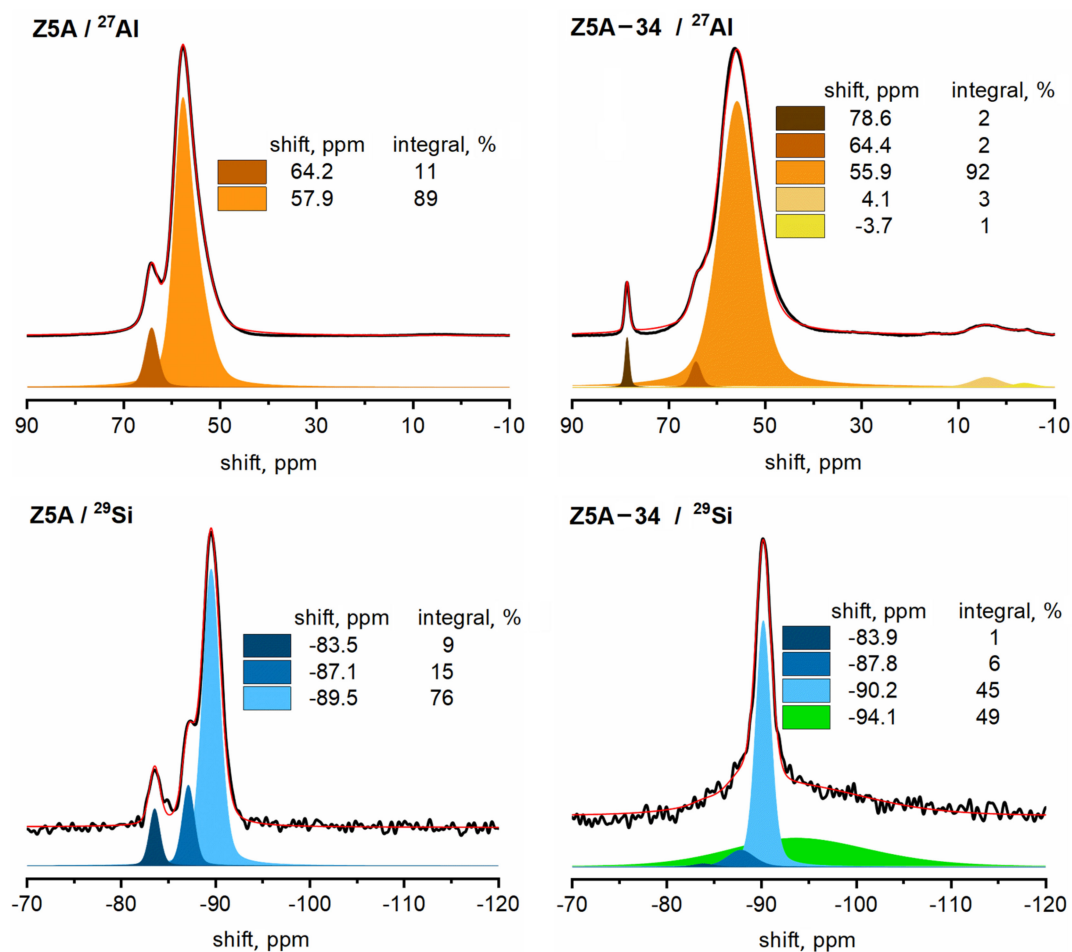 Z5A / ²⁷Al
shift, ppm integral, %
64.2 11
57.9 89
90 70 50 30 10 -10
shift, ppm
Z5A−34 / ²⁷Al
shift, ppm integral, %
78.6 2
64.4 2
55.9 92
4.1 3
-3.7 1
90 70 50 30 10 -10
shift, ppm
Z5A / ²⁹Si
shift, ppm integral, %
-83.5 9
-87.1 15
-89.5 76
-70 -80 -90 -100 -110 -120
shift, ppm
Z5A−34 / ²⁹Si
shift, ppm integral, %
-83.9 1
-87.8 6
-90.2 45
-94.1 49
-70 -80 -90 -100 -110 -120
shift, ppm